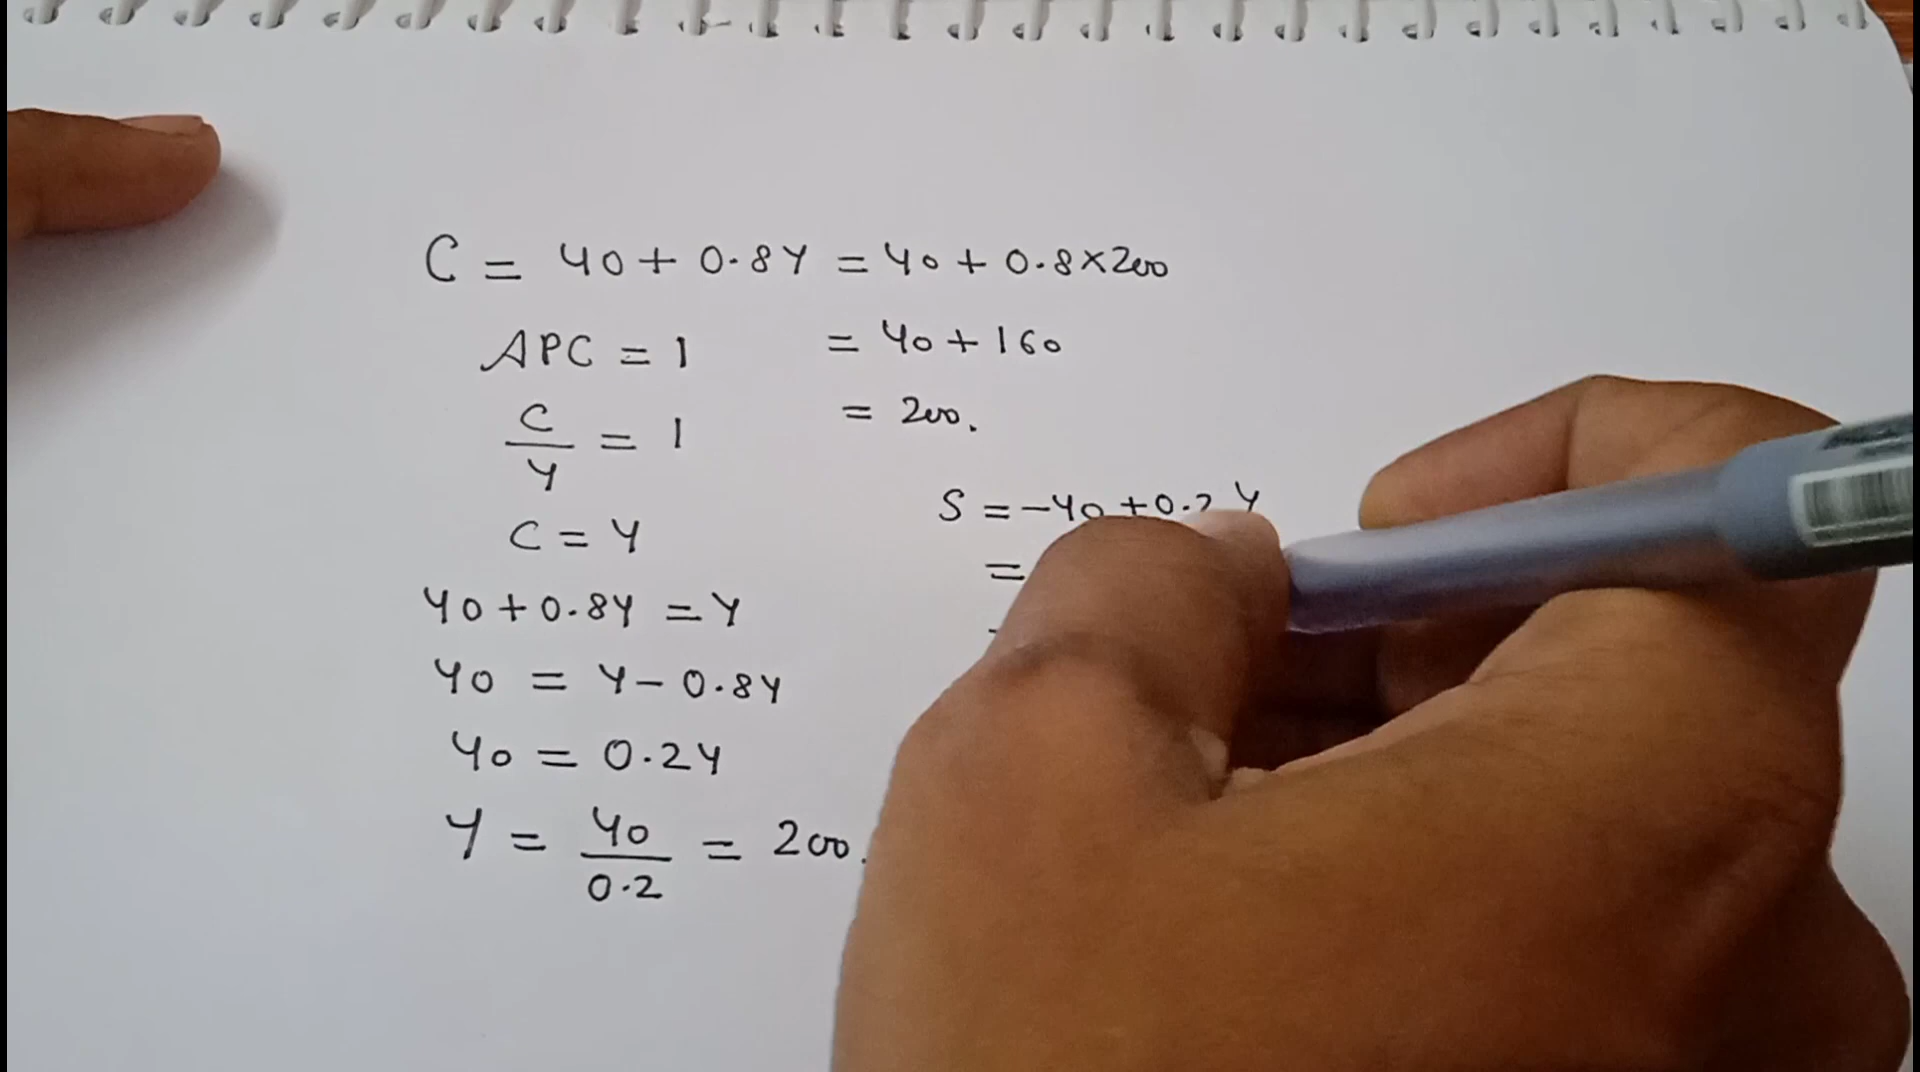 C = 40 + 0.8Y = 40 + 0.8×200
APC = 1
= 40 + 160
C/Y = 1
= 200.
C = Y
S = -40 + 0.2Y
=
40 + 0.8Y = Y
40 = Y - 0.8Y
40 = 0.2Y
Y = 40/0.2 = 200.